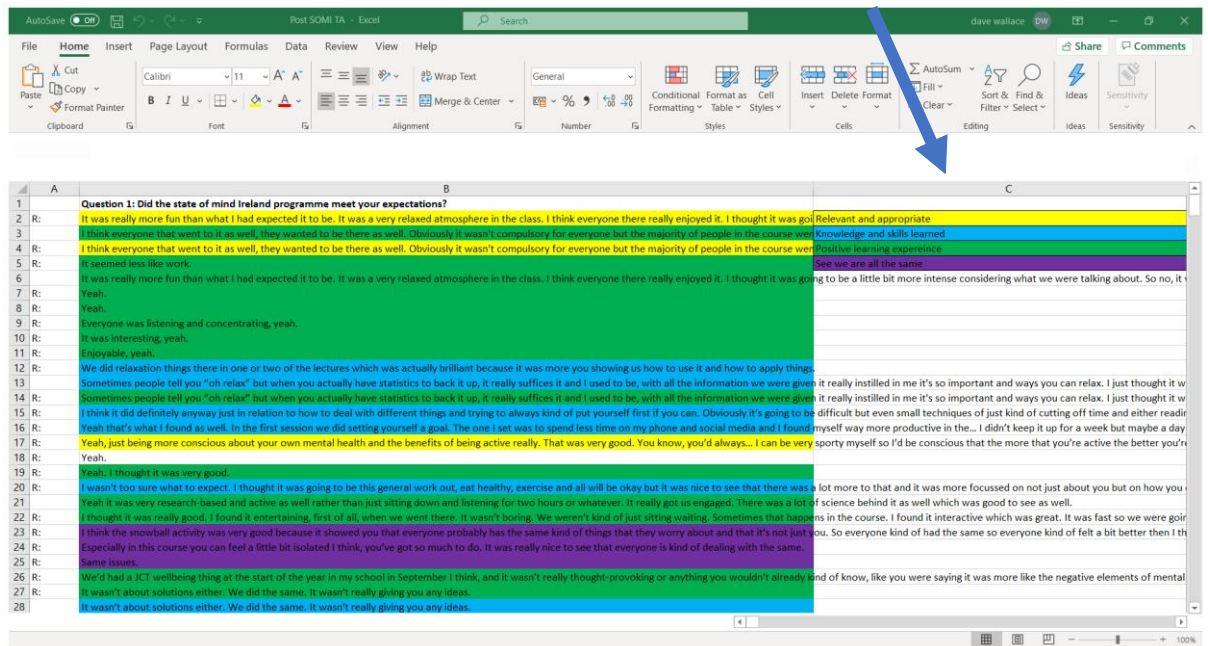 AutoSave Off Post SOMI TA - Excel Search dave wallace DW
File Home Insert Page Layout Formulas Data Review View Help Share Comments
Cut Calibri 11 A A Wrap Text General AutoSum
Copy Fill
Paste Format Painter B I U A Merge & Center % Conditional Format as Cell Insert Delete Format Clear Sort & Find & Ideas Sensitivity
Formatting Table Styles Filter Select
Clipboard Font Alignment Number Styles Cells Editing Ideas Sensitivity
A B C
1 Question 1: Did the state of mind Ireland programme meet your expectations?
2 R: It was really more fun than what I had expected it to be. It was a very relaxed atmosphere in the class. I think everyone there really enjoyed it. I thought it was goi Relevant and appropriate
3 I think everyone that went to it as well, they wanted to be there as well. Obviously it wasn't compulsory for everyone but the majority of people in the course wer Knowledge and skills learned
4 R: I think everyone that went to it as well, they wanted to be there as well. Obviously it wasn't compulsory for everyone but the majority of people in the course wer Positive learning expereince
5 R: It seemed less like work. See we are all the same
6 It was really more fun than what I had expected it to be. It was a very relaxed atmosphere in the class. I think everyone there really enjoyed it. I thought it was going to be a little bit more intense considering what we were talking about. So no, it
7 R: Yeah.
8 R: Yeah.
9 R: Everyone was listening and concentrating, yeah.
10 R: It was interesting, yeah.
11 R: Enjoyable, yeah.
12 R: We did relaxation things there in one or two of the lectures which was actually brilliant because it was more you showing us how to use it and how to apply things.
13 Sometimes people tell you "oh relax" but when you actually have statistics to back it up, it really suffices it and I used to be, with all the information we were given it really instilled in me it's so important and ways you can relax. I just thought it w
14 R: Sometimes people tell you "oh relax" but when you actually have statistics to back it up, it really suffices it and I used to be, with all the information we were given it really instilled in me it's so important and ways you can relax. I just thought it w
15 R: I think it did definitely anyway just in relation to how to deal with different things and trying to always kind of put yourself first if you can. Obviously it's going to be difficult but even small techniques of just kind of cutting off time and either readin
16 R: Yeah that's what I found as well. In the first session we did setting yourself a goal. The one I set was to spend less time on my phone and social media and I found myself way more productive in the... I didn't keep it up for a week but maybe a day
17 R: Yeah, just being more conscious about your own mental health and the benefits of being active really. That was very good. You know, you'd always... I can be very sporty myself so I'd be conscious that the more that you're active the better you're
18 R: Yeah.
19 R: Yeah. I thought it was very good.
20 R: I wasn't too sure what to expect. I thought it was going to be this general work out, eat healthy, exercise and all will be okay but it was nice to see that there was a lot more to that and it was more focussed on not just about you but on how you
21 Yeah it was very research-based and active as well rather than just sitting down and listening for two hours or whatever. It really got us engaged. There was a lot of science behind it as well which was good to see as well.
22 R: I thought it was really good. I found it entertaining, first of all, when we went there. It wasn't boring. We weren't kind of just sitting waiting. Sometimes that happens in the course. I found it interactive which was great. It was fast so we were goin
23 R: I think the snowball activity was very good because it showed you that everyone probably has the same kind of things that they worry about and that it's not just you. So everyone kind of had the same so everyone kind of felt a bit better then I th
24 R: Especially in this course you can feel a little bit isolated I think, you've got so much to do. It was really nice to see that everyone is kind of dealing with the same.
25 R: Same issues.
26 R: We'd had a JCT wellbeing thing at the start of the year in my school in September I think, and it wasn't really thought-provoking or anything you wouldn't already kind of know, like you were saying it was more like the negative elements of mental
27 R: It wasn't about solutions either. We did the same. It wasn't really giving you any ideas.
28 It wasn't about solutions either. We did the same. It wasn't really giving you any ideas.
100%